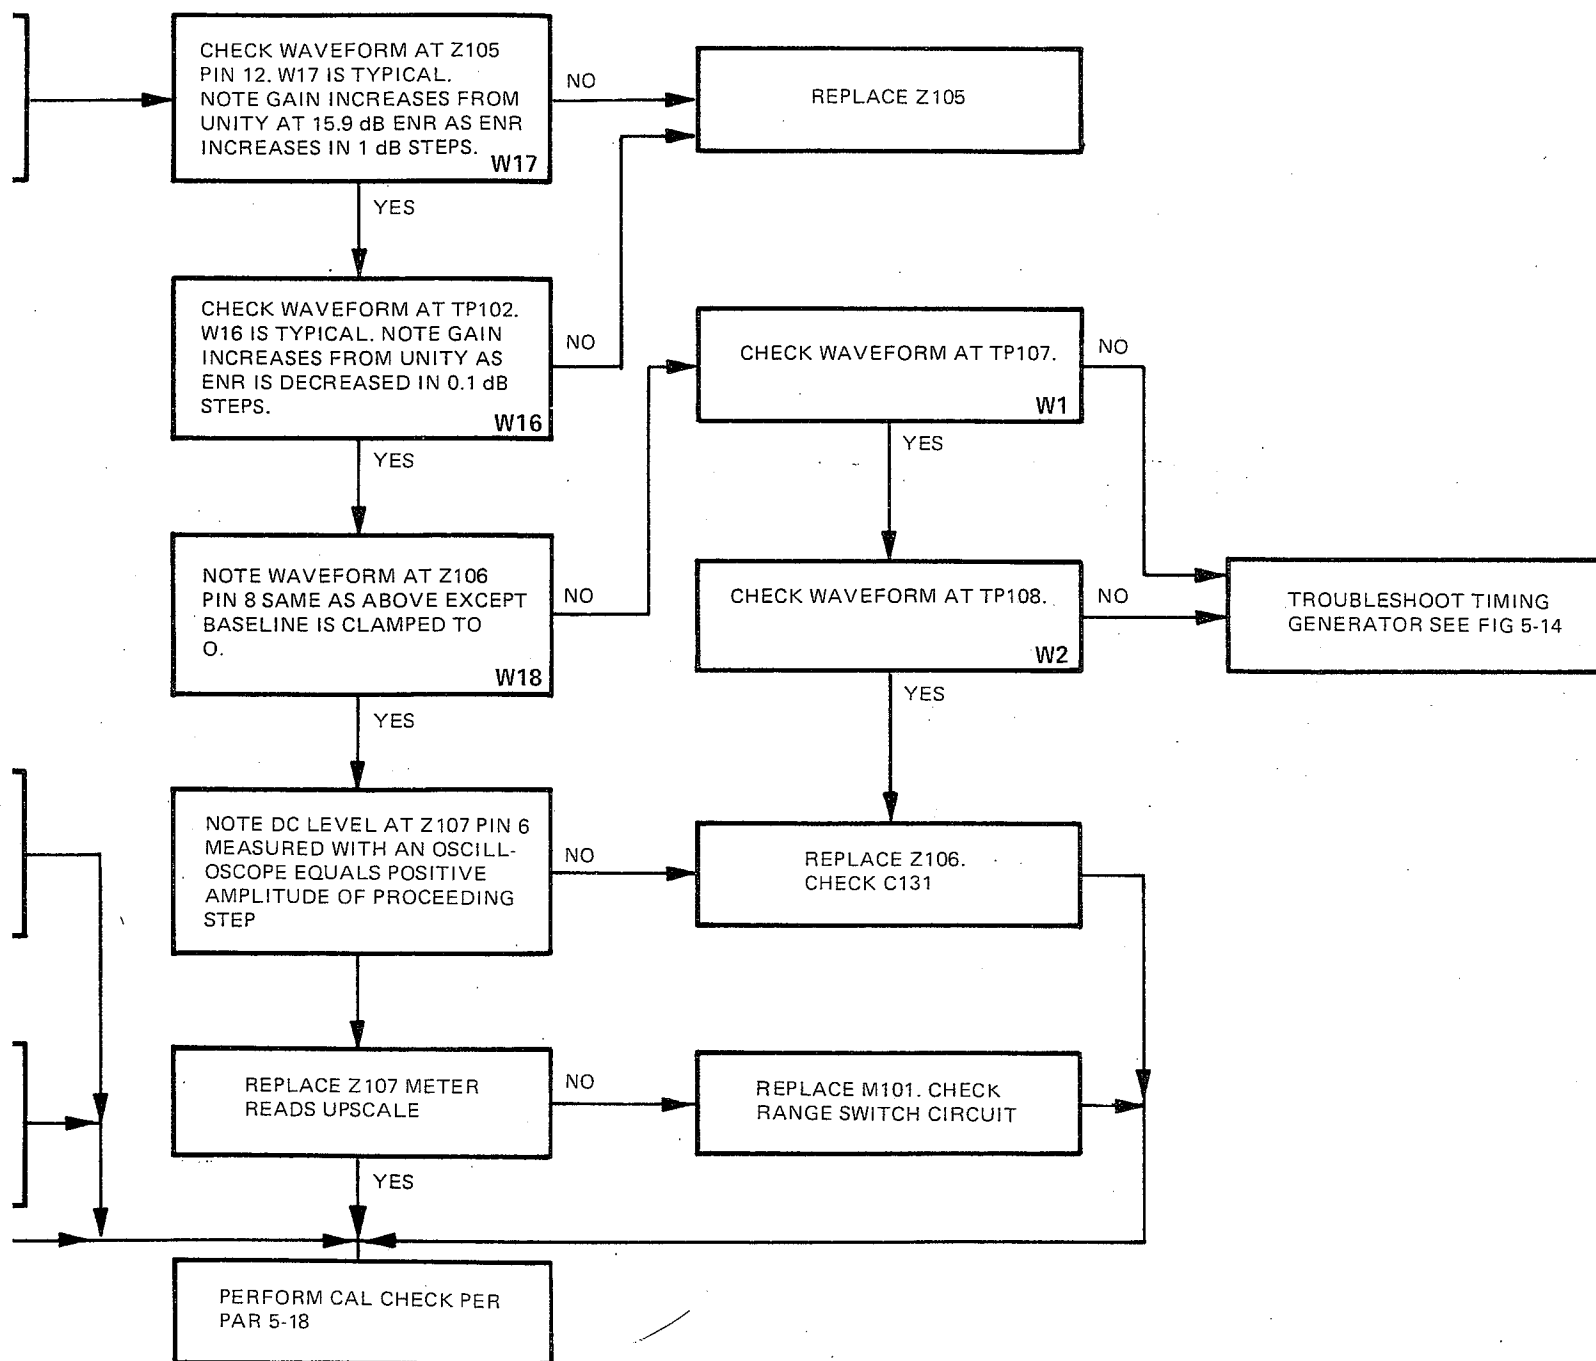 CHECK WAVEFORM AT Z105
PIN 12. W17 IS TYPICAL.
NOTE GAIN INCREASES FROM
UNITY AT 15.9 dB ENR AS ENR
INCREASES IN 1 dB STEPS.
W17
NO
REPLACE Z105
YES
CHECK WAVEFORM AT TP102.
W16 IS TYPICAL. NOTE GAIN
INCREASES FROM UNITY AS
ENR IS DECREASED IN 0.1 dB
STEPS.
W16
NO
CHECK WAVEFORM AT TP107.
W1
NO
YES
YES
NOTE WAVEFORM AT Z106
PIN 8 SAME AS ABOVE EXCEPT
BASELINE IS CLAMPED TO
O.
W18
NO
CHECK WAVEFORM AT TP108.
W2
NO
TROUBLESHOOT TIMING
GENERATOR SEE FIG 5-14
YES
YES
NOTE DC LEVEL AT Z107 PIN 6
MEASURED WITH AN OSCILL-
OSCOPE EQUALS POSITIVE
AMPLITUDE OF PROCEEDING
STEP
NO
REPLACE Z106.
CHECK C131
REPLACE Z107 METER
READS UPSCALE
NO
REPLACE M101. CHECK
RANGE SWITCH CIRCUIT
YES
PERFORM CAL CHECK PER
PAR 5-18